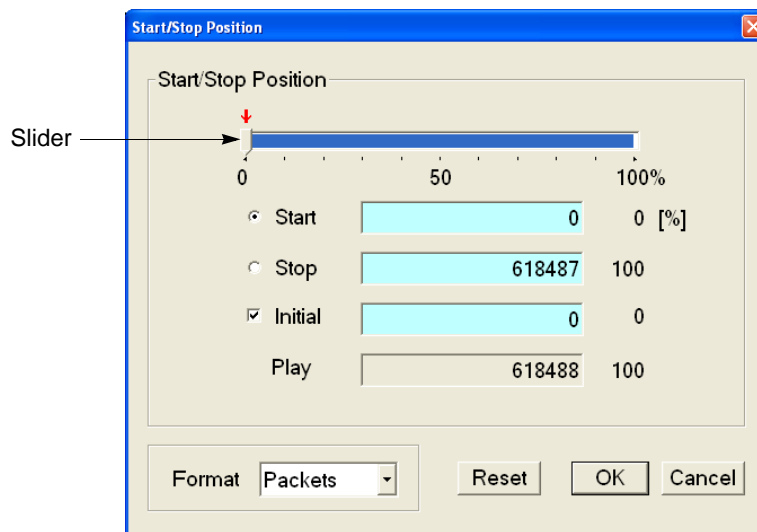 Start/Stop Position
Start/Stop Position
Slider
0 50 100%
Start 0 0 [%]
Stop 618487 100
Initial 0 0
Play 618488 100
Format Packets Reset OK Cancel